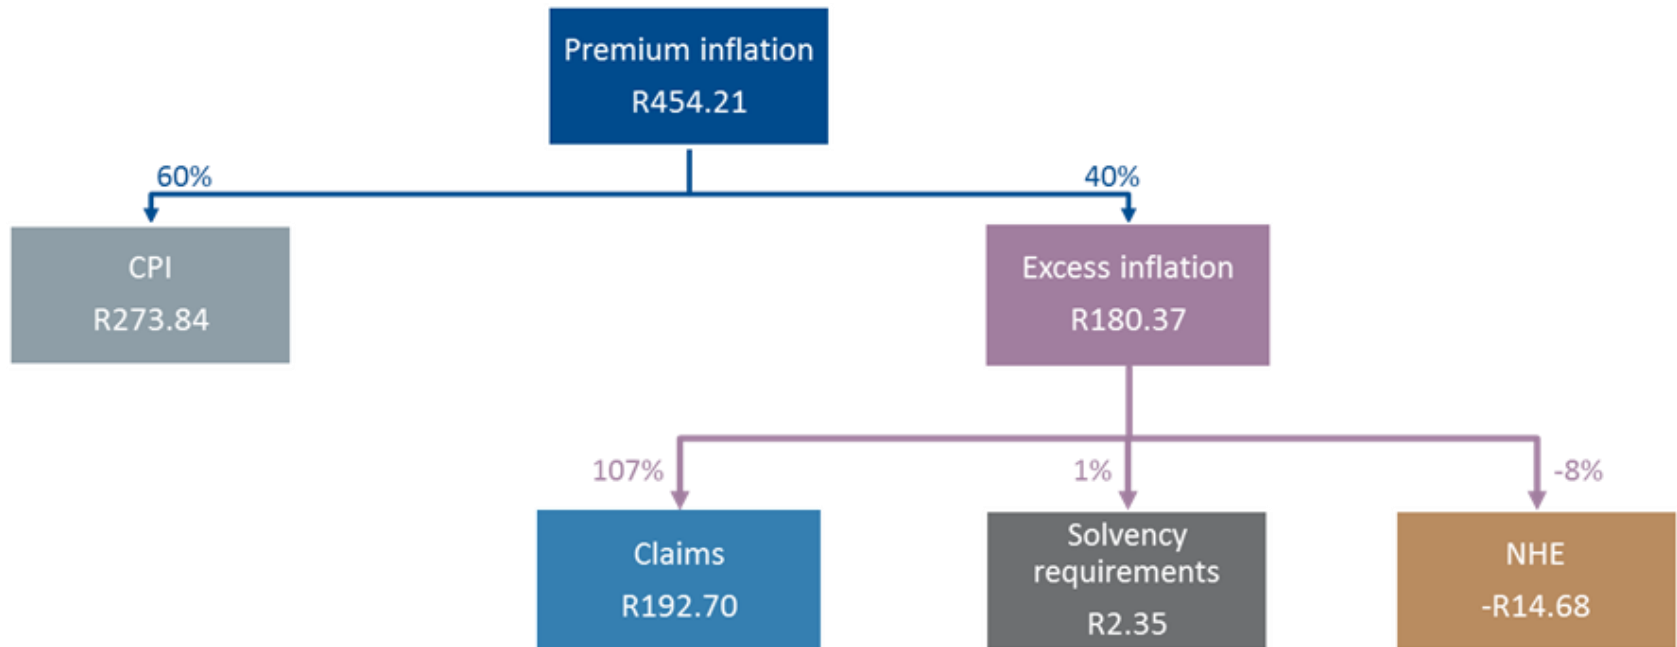 Premium inflation
R454.21
60%
40%
CPI
R273.84
Excess inflation
R180.37
107%
1%
-8%
Claims
R192.70
Solvency
requirements
R2.35
NHE
-R14.68